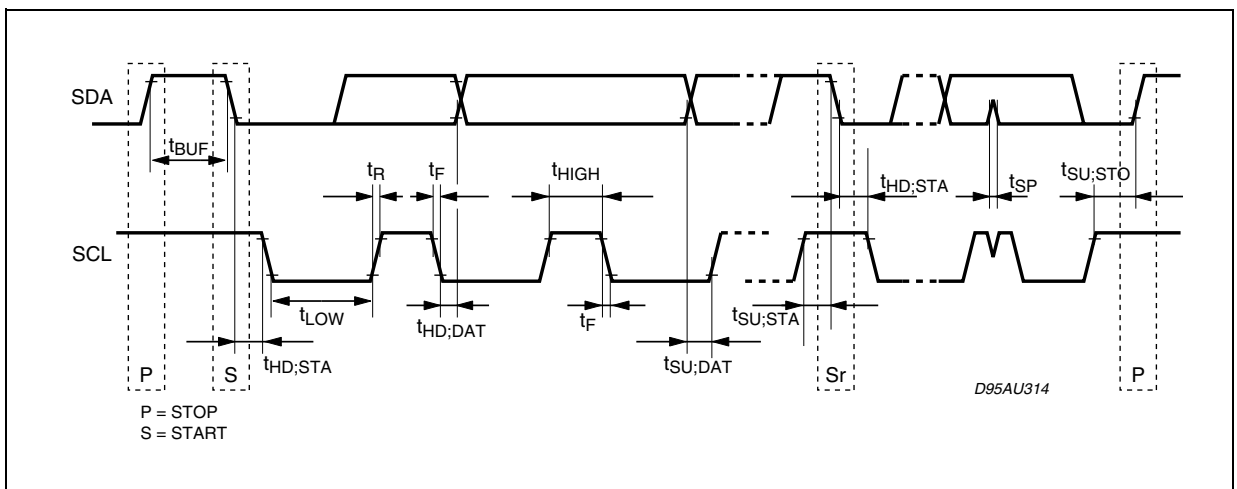 SDA
tBUF
tR
tF
tHIGH
tHD;STA
tSP
tSU;STO
SCL
tLOW
tHD;STA
tHD;DAT
tF
tSU;DAT
tSU;STA
P
S
Sr
D95AU314
P
P = STOP
S = START